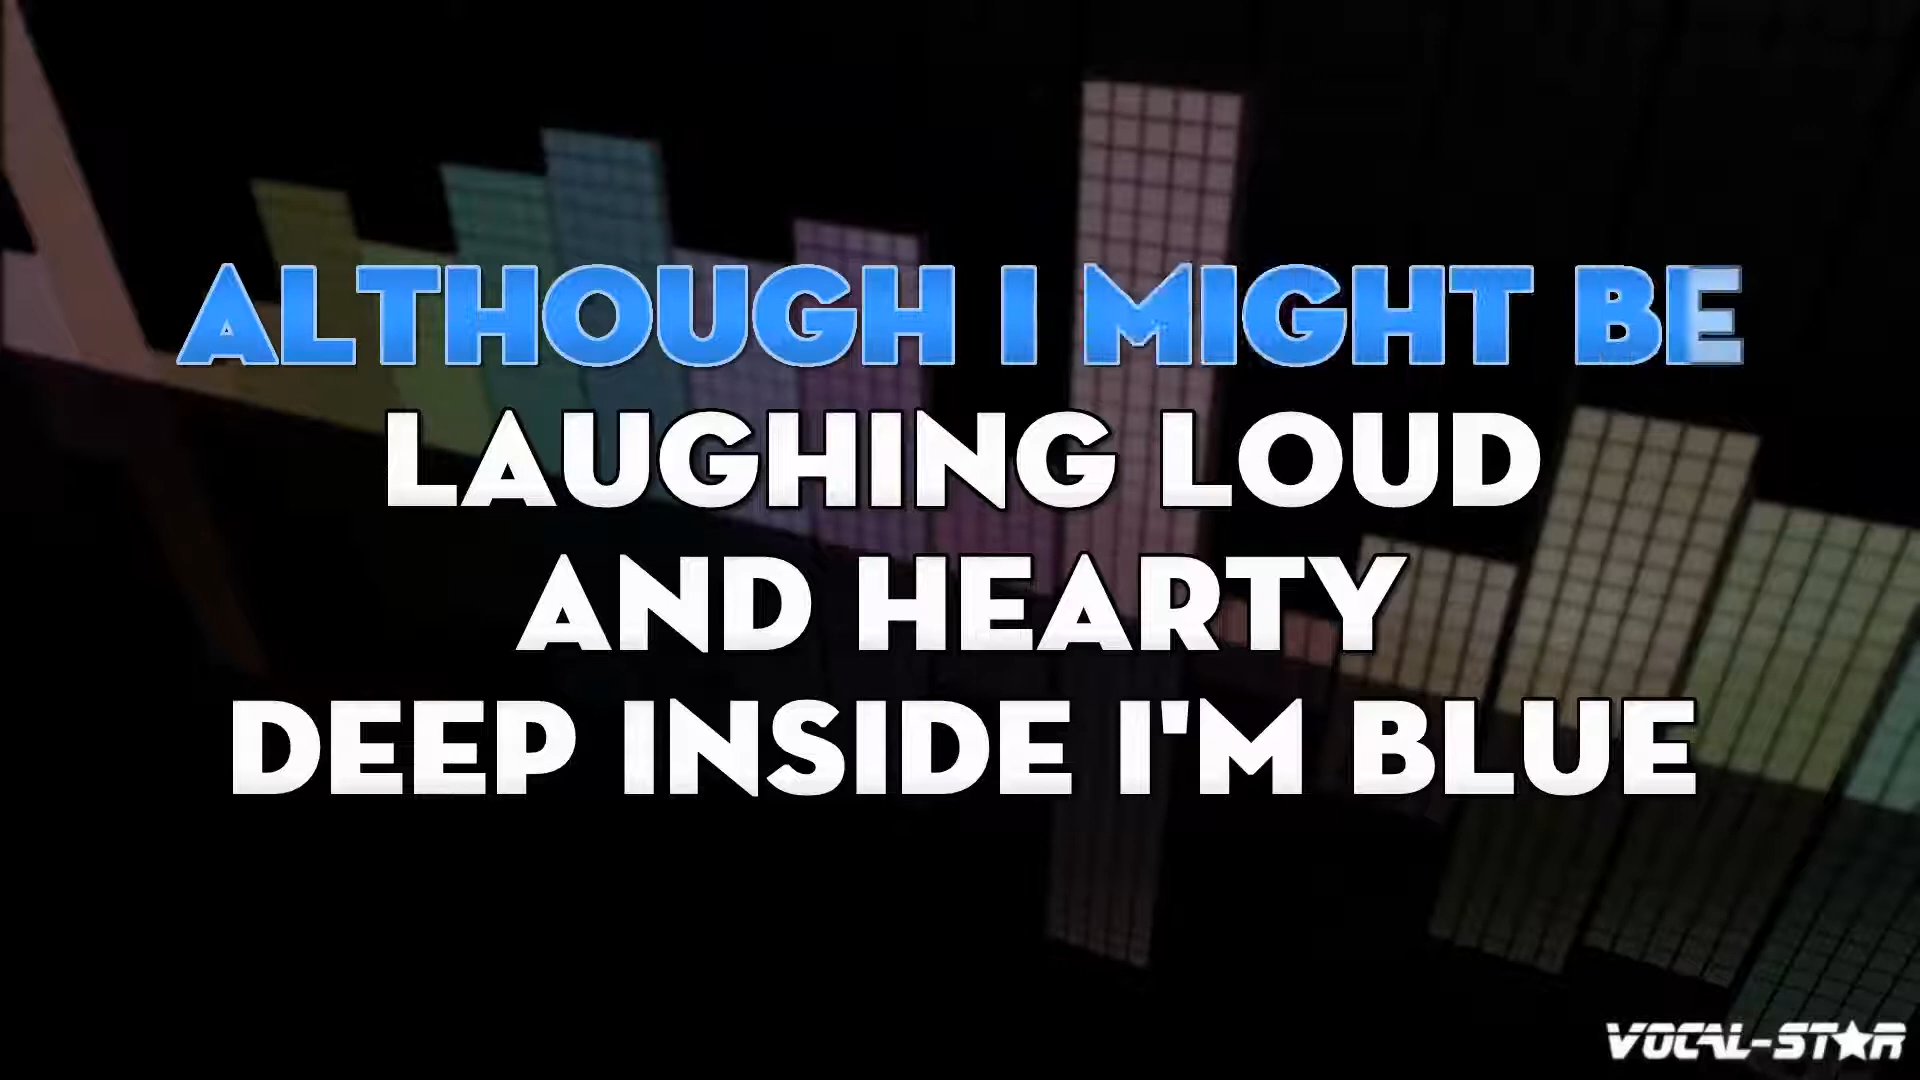 ALTHOUGH I MIGHT BE
LAUGHING LOUD
AND HEARTY
DEEP INSIDE I'M BLUE
VOCAL-STAR